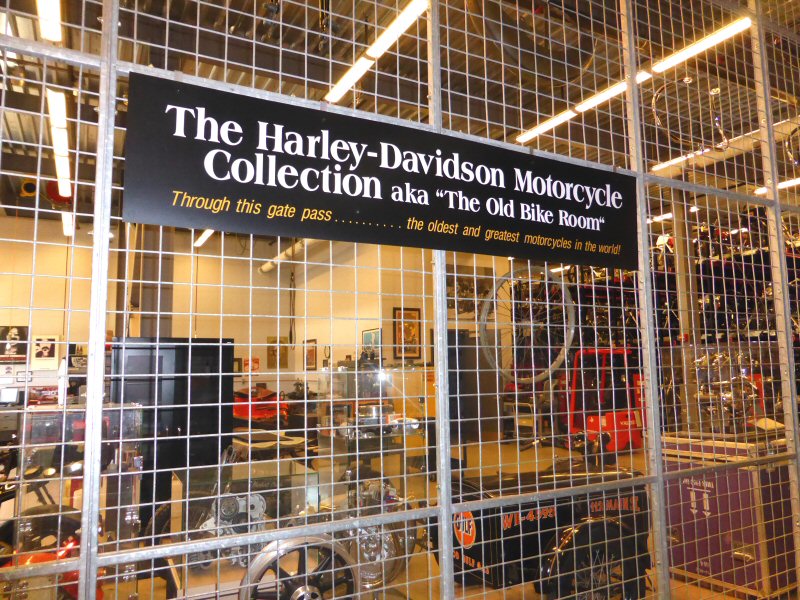 The Harley-Davidson Motorcycle
Collection aka "The Old Bike Room"
Through this gate pass .......... the oldest and greatest motorcycles in the world!